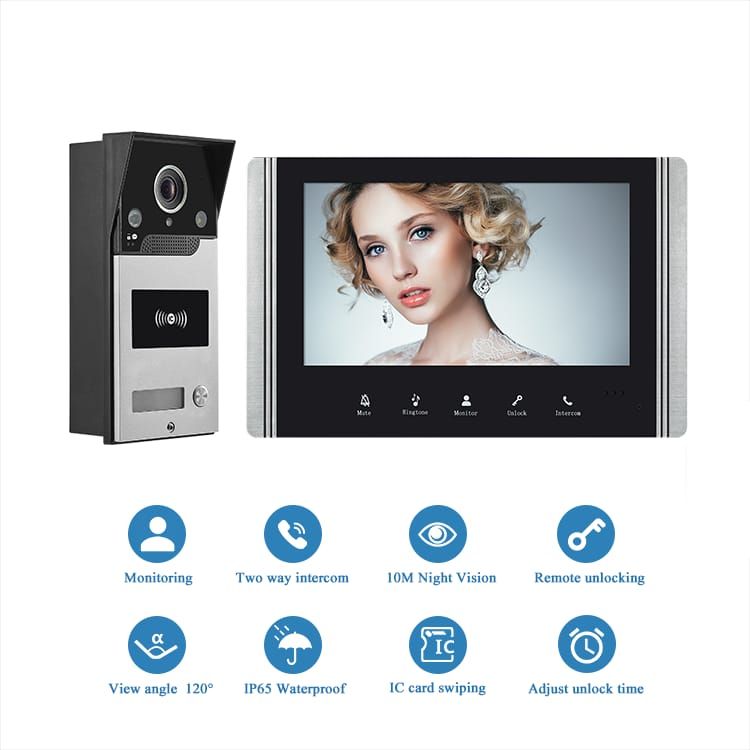 Mute Ringtone Monitor Unlock Intercom
Monitoring Two way intercom 10M Night Vision Remote unlocking
α IC
View angle 120° IP65 Waterproof IC card swiping Adjust unlock time